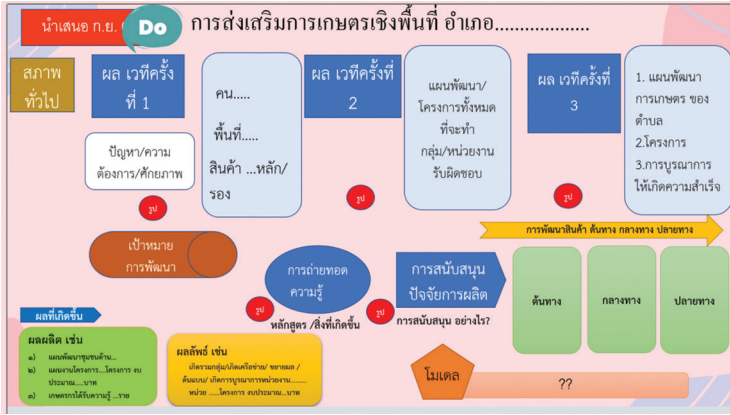 นำเสนอ ก.ย.
Do
การส่งเสริมการเกษตรเชิงพื้นที่ อำเภอ...................
สภาพ
ทั่วไป
ผล เวทีครั้ง
ที่ 1
คน.....
พื้นที่.....
สินค้า ...หลัก/
รอง
ผล เวทีครั้งที่
2
แผนพัฒนา/
โครงการทั้งหมด
ที่จะทำ
กลุ่ม/หน่วยงาน
รับผิดชอบ
ผล เวทีครั้งที่
3
1. แผนพัฒนา
การเกษตร ของ
ตำบล
2.โครงการ
3.การบูรณาการ
ให้เกิดความสำเร็จ
ปัญหา/ความ
ต้องการ/ศักยภาพ
รูป
รูป
รูป
การพัฒนาสินค้า ต้นทาง กลางทาง ปลายทาง
เป้าหมาย
การพัฒนา
การถ่ายทอด
ความรู้
การสนับสนุน
ปัจจัยการผลิต
ต้นทาง
กลางทาง
ปลายทาง
รูป
รูป
หลักสูตร /สิ่งที่เกิดขึ้น
การสนับสนุน อย่างไร?
ผลที่เกิดขึ้น
ผลผลิต เช่น
๑) แผนพัฒนาชุมชนด้าน...
๒) แผนงานโครงการ...โครงการ งบ
ประมาณ....บาท
๓) เกษตรกรได้รับความรู้ ...ราย
ผลลัพธ์ เช่น
เกิดรวมกลุ่ม/เกิดเครือข่าย/ ขยายผล /
ต้นแบบ/ เกิดการบูรณาการหน่วยงาน.........
หน่วย ......โครงการ งบประมาณ...บาท
โมเดล
??